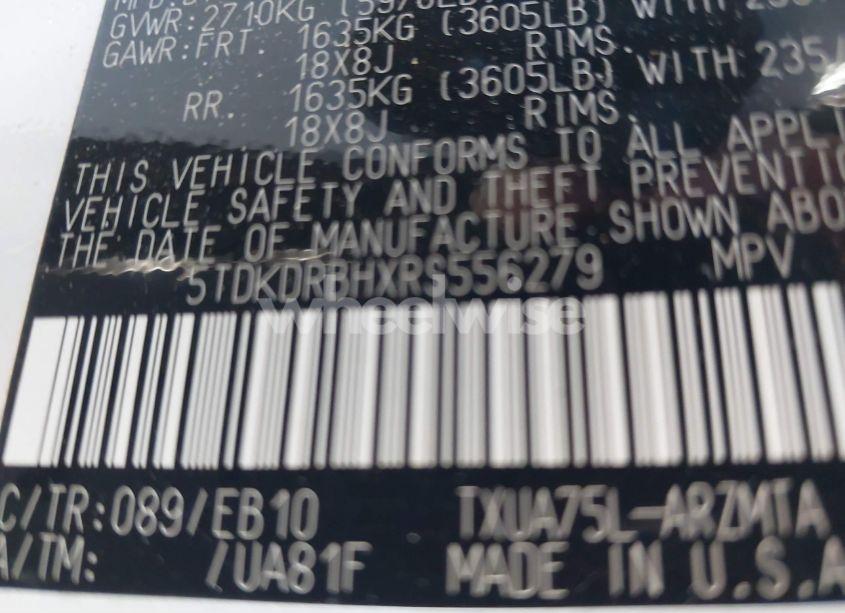 GVWR:2710KG
GAWR:FRT. 1635KG (3605LB) WITH 235/
18X8J RIMS.
RR. 1635KG (3605LB) WITH 235/
18X8J RIMS.
THIS VEHICLE CONFORMS TO ALL APPLI
VEHICLE SAFETY AND THEFT PREVENTIO
THE DATE OF MANUFACTURE SHOWN ABO
5TDKDRBHXRS556279 MPV
wheelwise
C/TR:089/EB10 TXUA75L-ARZMTA
A/TM: /UA81F MADE IN U.S.A